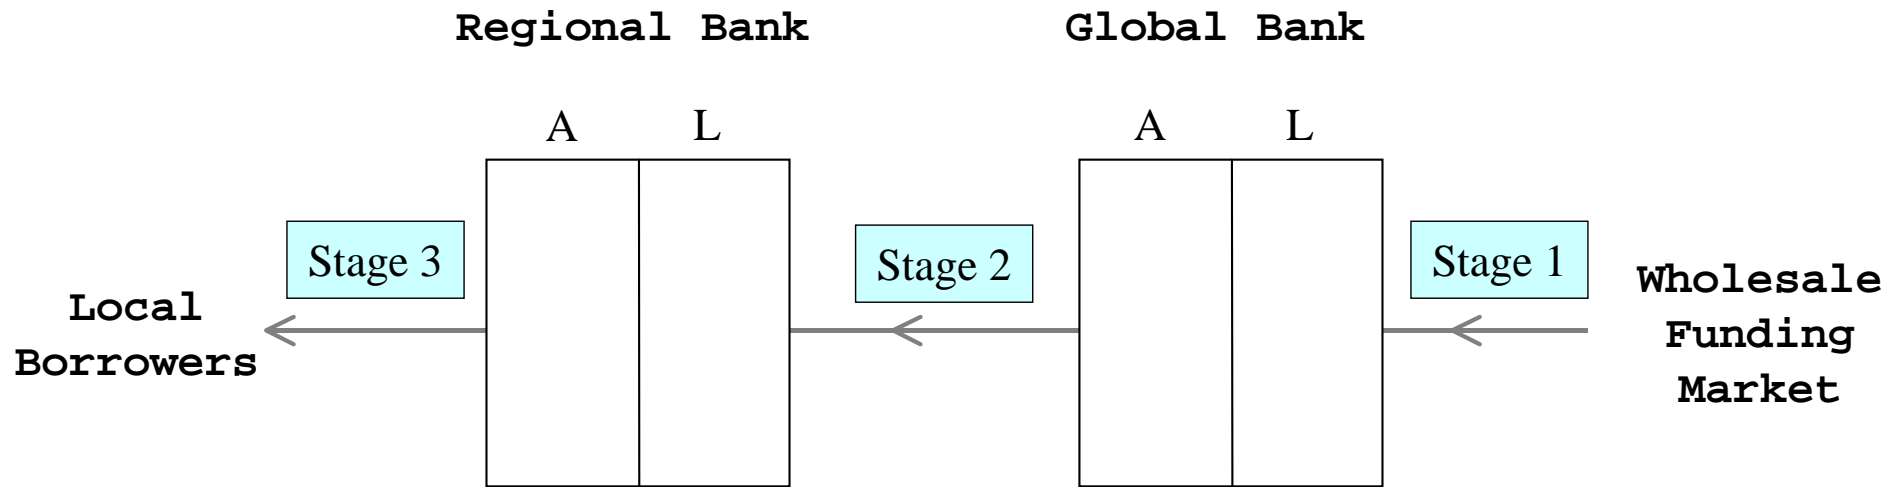 Regional Bank
Global Bank
A
L
A
L
Stage 3
Stage 2
Stage 1
Local
Borrowers
Wholesale
Funding
Market